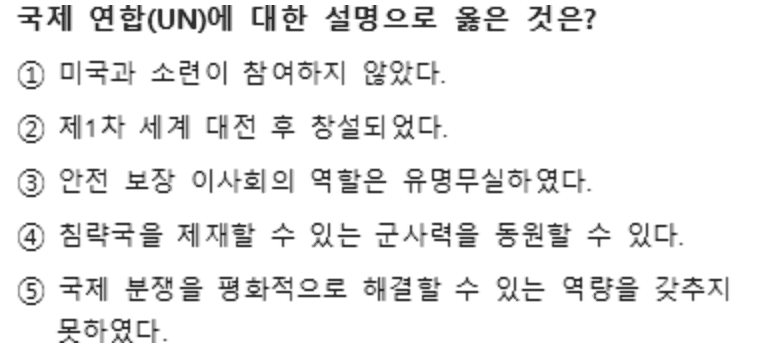 국제 연합(UN)에 대한 설명으로 옳은 것은?
① 미국과 소련이 참여하지 않았다.
② 제1차 세계 대전 후 창설되었다.
③ 안전 보장 이사회의 역할은 유명무실하였다.
④ 침략국을 제재할 수 있는 군사력을 동원할 수 있다.
⑤ 국제 분쟁을 평화적으로 해결할 수 있는 역량을 갖추지
못하였다.